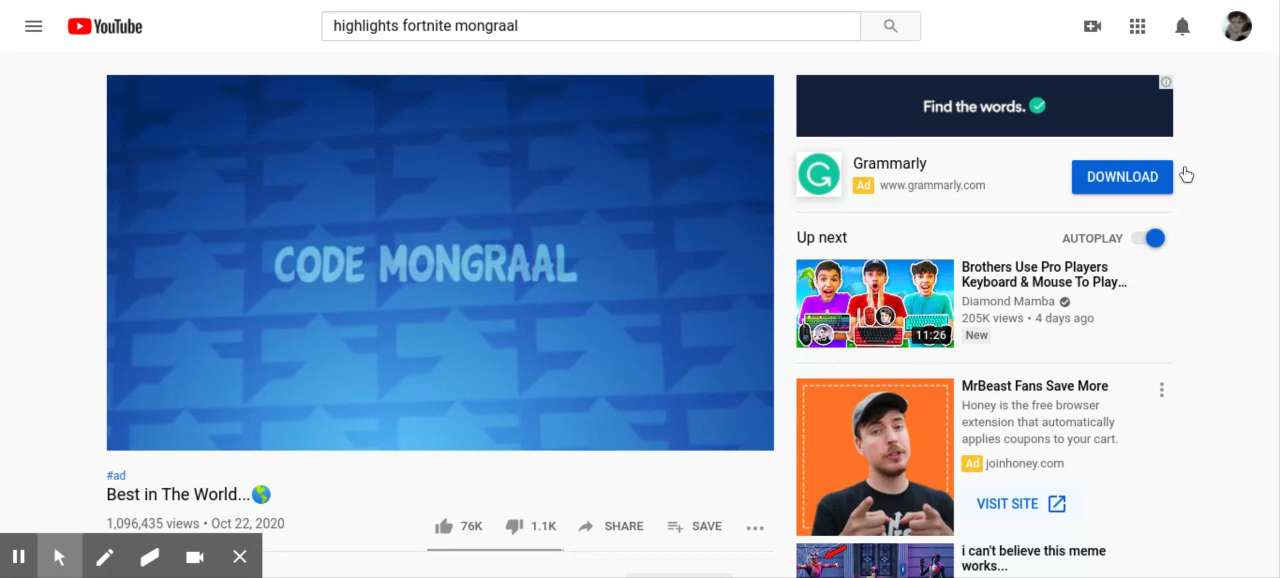 YouTube
highlights fortnite mongraal
CODE MONGRAAL
#ad
Best in The World...🌎
1,096,435 views • Oct 22, 2020
76K
1.1K
SHARE
SAVE
Find the words.
Grammarly
Ad www.grammarly.com
DOWNLOAD
Up next
AUTOPLAY
11:26
Brothers Use Pro Players
Keyboard & Mouse To Play...
Diamond Mamba
205K views • 4 days ago
New
MrBeast Fans Save More
Honey is the free browser
extension that automatically
applies coupons to your cart.
Ad joinhoney.com
VISIT SITE
i can't believe this meme
works...